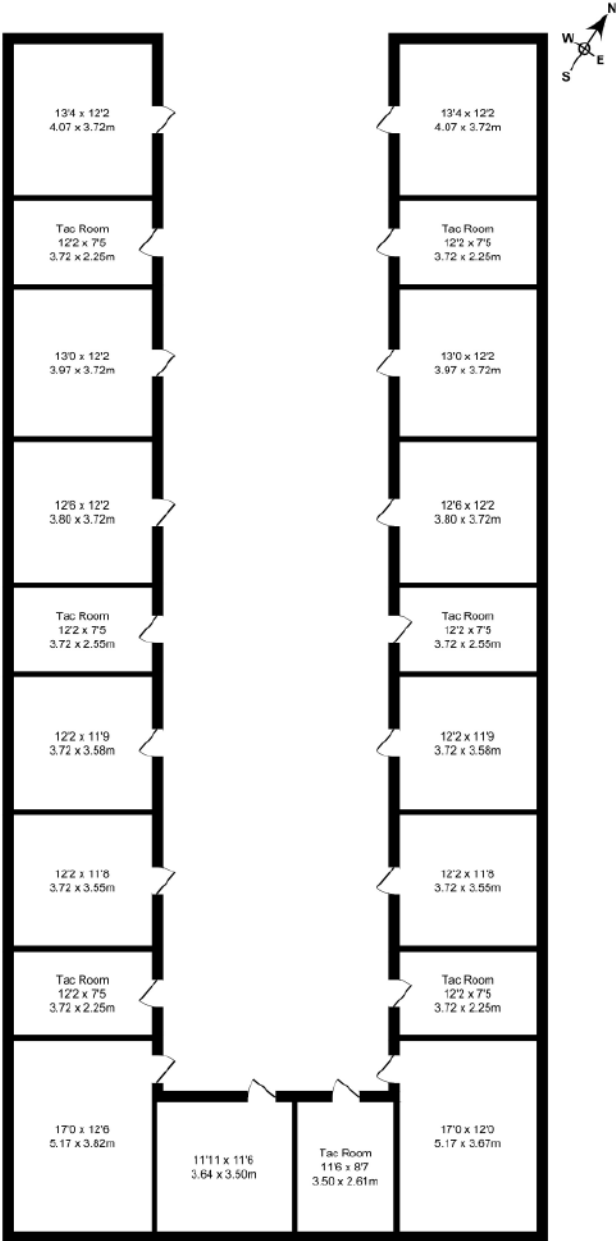 N
W
E
S
13'4 x 12'2
4.07 x 3.72m
13'4 x 12'2
4.07 x 3.72m
Tac Room
12'2 x 7'5
3.72 x 2.25m
Tac Room
12'2 x 7'5
3.72 x 2.25m
13'0 x 12'2
3.97 x 3.72m
13'0 x 12'2
3.97 x 3.72m
12'6 x 12'2
3.80 x 3.72m
12'6 x 12'2
3.80 x 3.72m
Tac Room
12'2 x 7'5
3.72 x 2.55m
Tac Room
12'2 x 7'5
3.72 x 2.55m
12'2 x 11'9
3.72 x 3.58m
12'2 x 11'9
3.72 x 3.58m
12'2 x 11'8
3.72 x 3.55m
12'2 x 11'8
3.72 x 3.55m
Tac Room
12'2 x 7'5
3.72 x 2.25m
Tac Room
12'2 x 7'5
3.72 x 2.25m
17'0 x 12'6
5.17 x 3.82m
11'11 x 11'6
3.64 x 3.50m
Tac Room
11'6 x 8'7
3.50 x 2.61m
17'0 x 12'0
5.17 x 3.67m